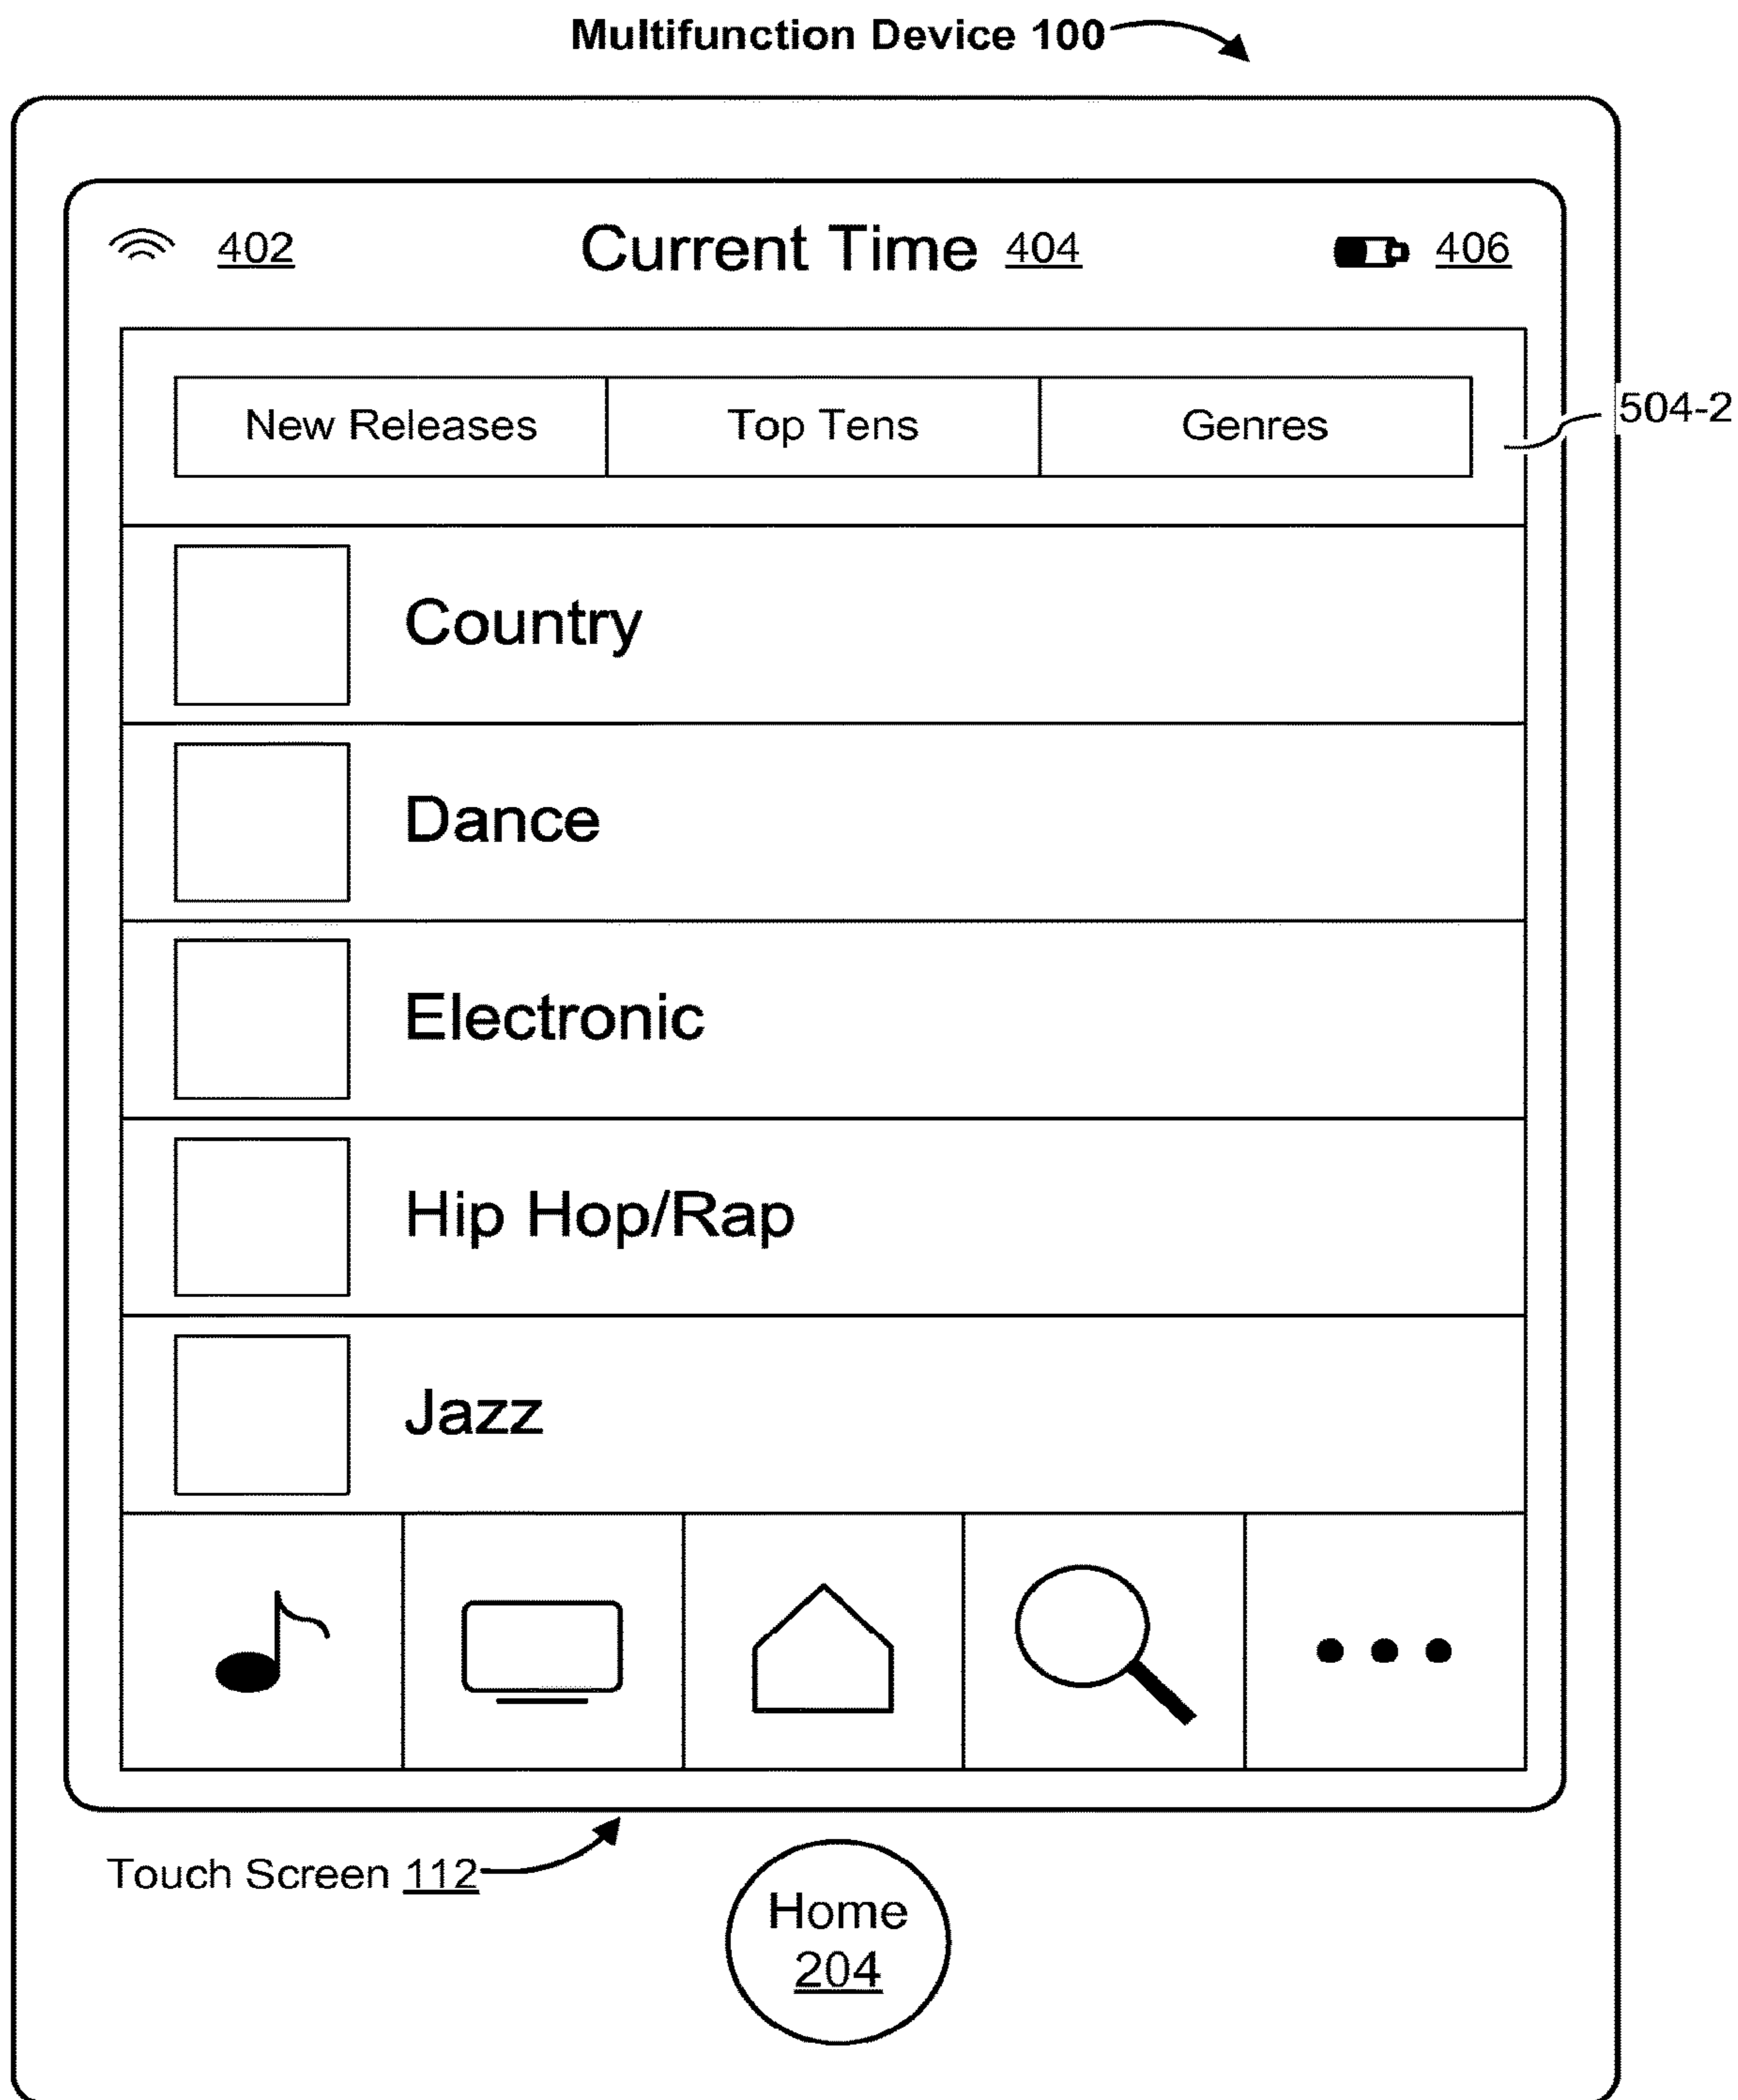 Multifunction Device 100
402 Current Time 404 406
New Releases Top Tens Genres
504-2
Country
Dance
Electronic
Hip Hop/Rap
Jazz
Touch Screen 112
Home
204